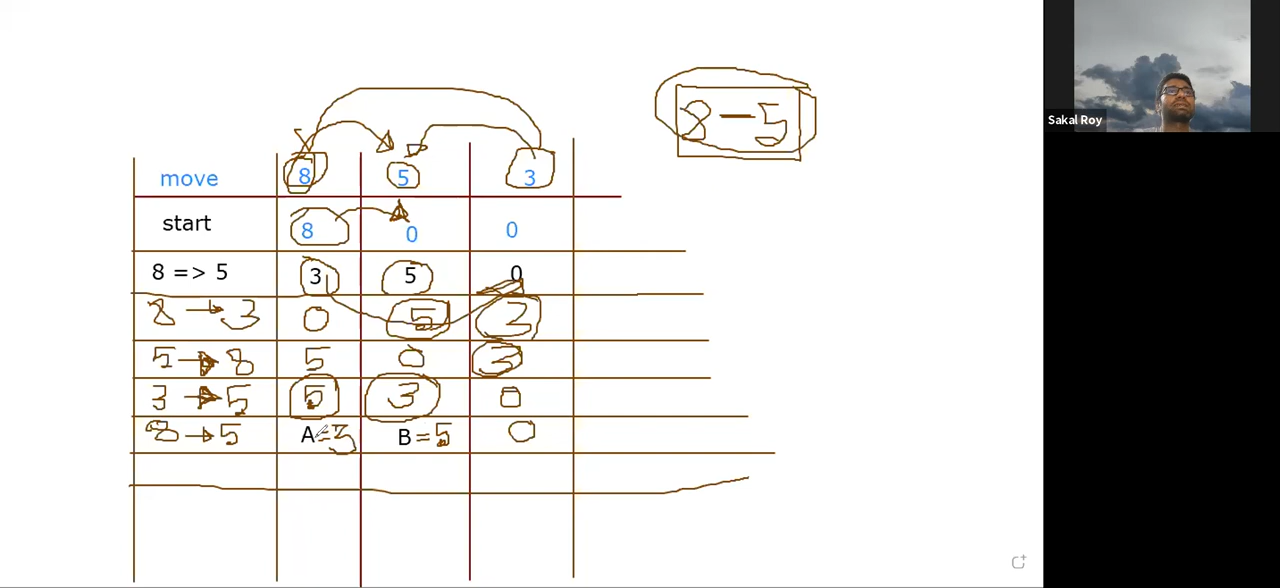 8 - 5
Sakal Roy
move 8 5 3
start 8 0 0
8 = > 5 3 5 0
8 → 3 0 5 3
5 → 8 5 0 3
3 → 5 5 3 0
8 → 5 A=3 B = 5 0